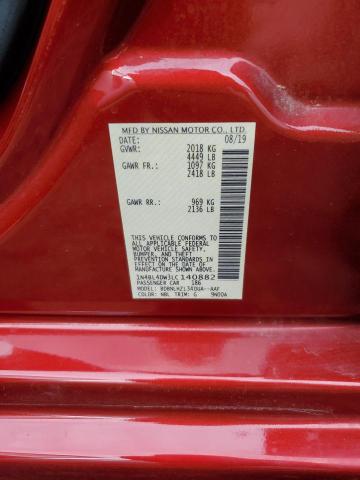 MFD BY NISSAN MOTOR CO., LTD.
08/19
GVWR: 2018 KG
4449 LB
GAWR FR.: 1097 KG
2418 LB
GAWR RR.: 969 KG
2136 LB
THIS VEHICLE CONFORMS
TO ALL APPLICABLE FEDERAL
MOTOR VEHICLE SAFETY,
BUMPER, AND THEFT
PREVENTION STANDARDS
IN EFFECT ON THE DATE OF
MANUFACTURE SHOWN ABOVE.
1N4BL4DW3LC140882
PASSENGER CAR 186
MODEL:
COLOR: NBL TRIM: G